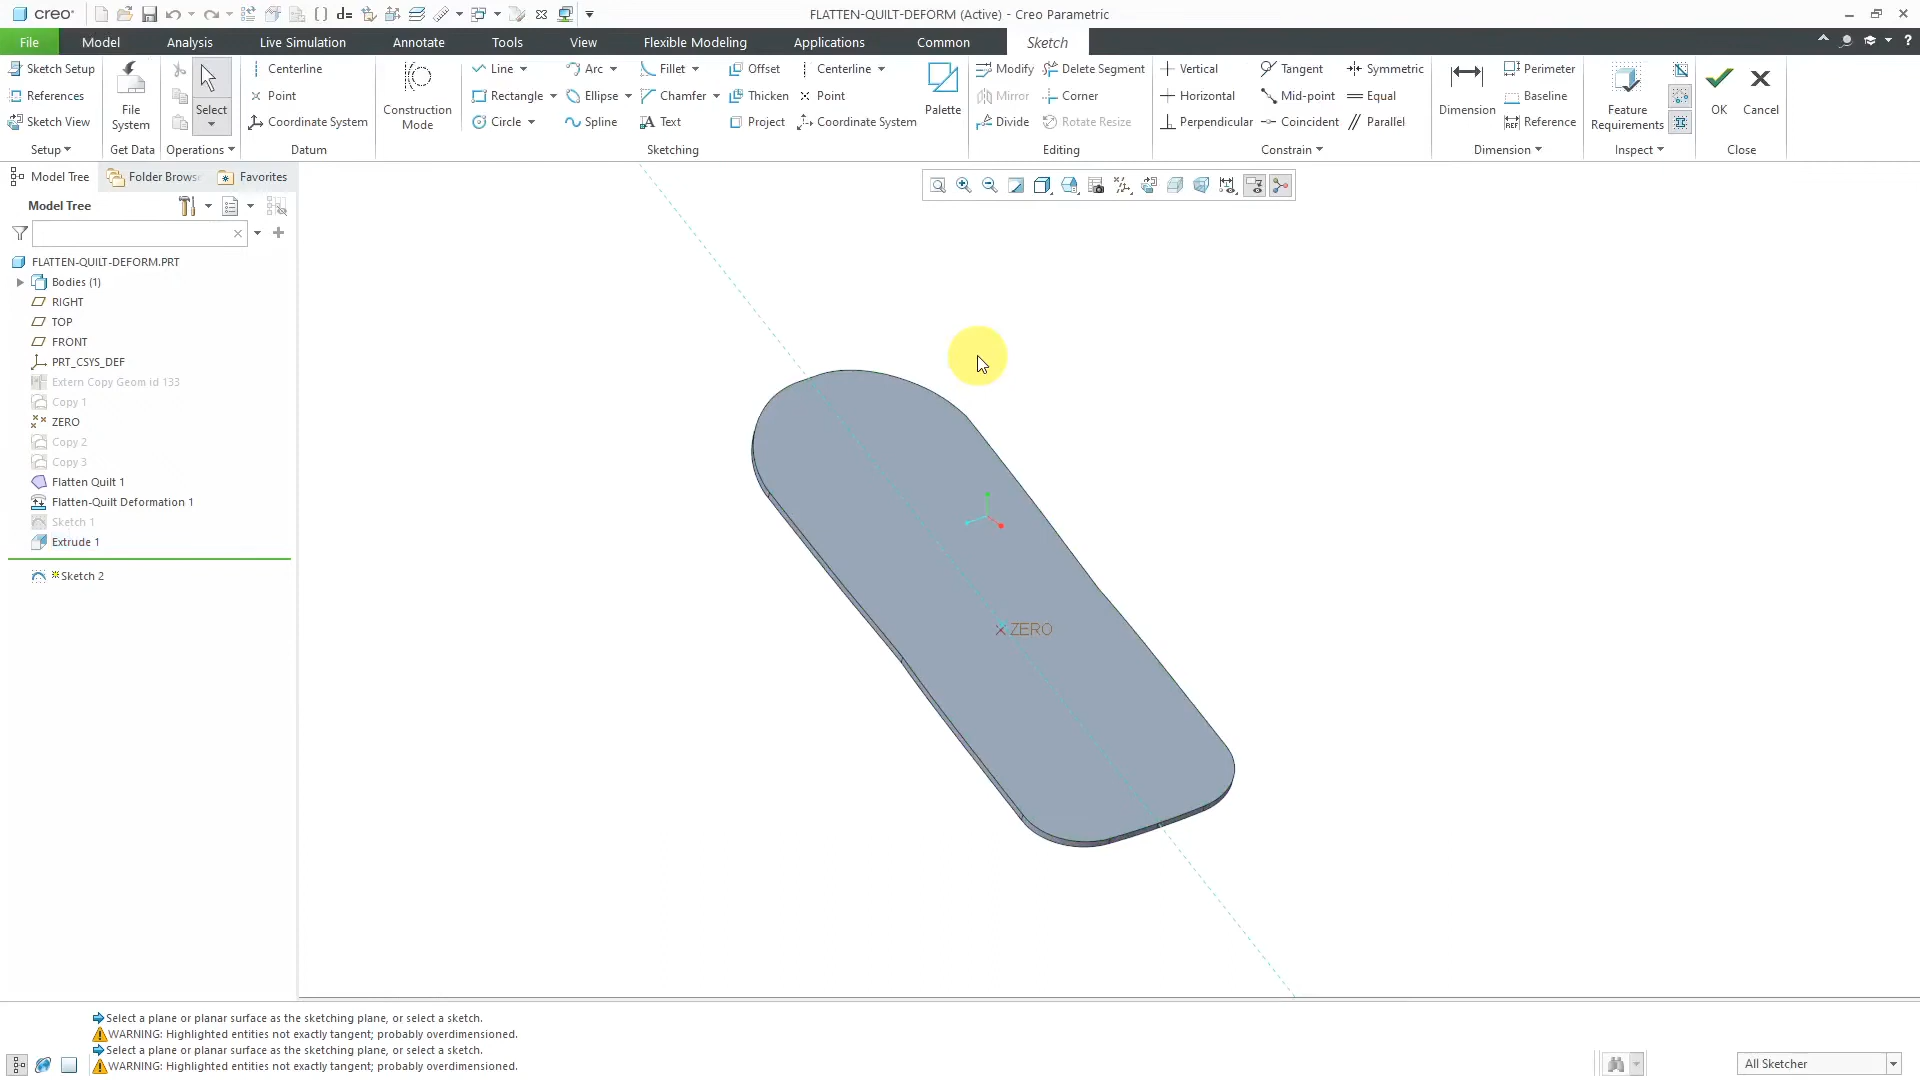 creo
FLATTEN-QUILT-DEFORM (Active) - Creo Parametric
File Model Analysis Live Simulation Annotate Tools View Flexible Modeling Applications Common Sketch
Sketch Setup
References
Sketch View
Setup
File System
Get Data
Select
Operations
Centerline
Point
Coordinate System
Datum
Construction Mode
Line Arc Fillet Offset Centerline
Rectangle Ellipse Chamfer Thicken Point
Circle Spline Text Project Coordinate System
Palette
Sketching
Modify Delete Segment
Mirror Corner
Divide Rotate Resize
Editing
Vertical Tangent Symmetric
Horizontal Mid-point Equal
Perpendicular Coincident Parallel
Constrain
Dimension
Perimeter
Baseline
Reference
Dimension
Feature Requirements
Inspect
OK
Cancel
Close
Model Tree Folder Brows Favorites
Model Tree
FLATTEN-QUILT-DEFORM.PRT
Bodies (1)
RIGHT
TOP
FRONT
PRT_CSYS_DEF
Extern Copy Geom id 133
Copy 1
ZERO
Copy 2
Copy 3
Flatten Quilt 1
Flatten-Quilt Deformation 1
Sketch 1
Extrude 1
Sketch 2
ZERO
Select a plane or planar surface as the sketching plane, or select a sketch.
WARNING: Highlighted entities not exactly tangent; probably overdimensioned.
Select a plane or planar surface as the sketching plane, or select a sketch.
WARNING: Highlighted entities not exactly tangent; probably overdimensioned.
All Sketcher